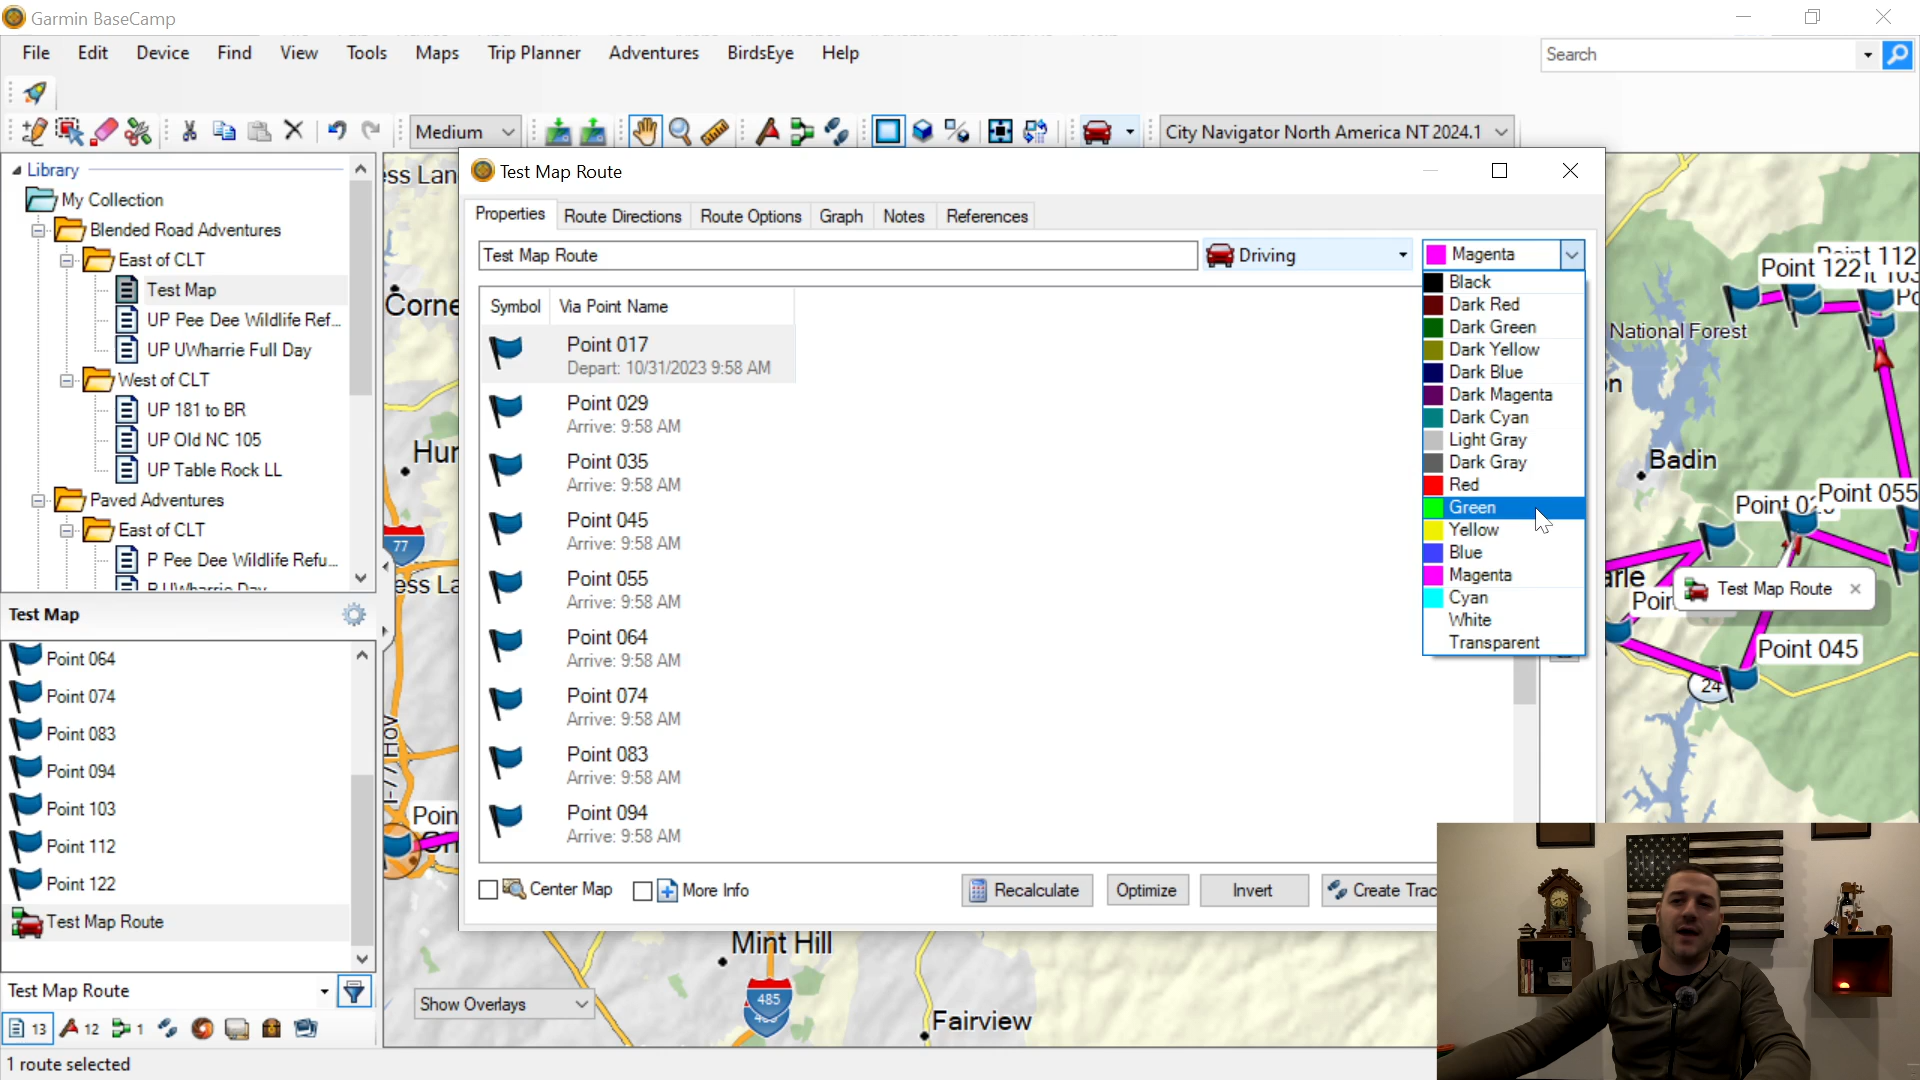 Garmin BaseCamp
File Edit Device Find View Tools Maps Trip Planner Adventures BirdsEye Help
Search
Medium
City Navigator North America NT 2024.1
Library
My Collection
Blended Road Adventures
East of CLT
Test Map
UP Pee Dee Wildlife Ref...
UP UWharrie Full Day
West of CLT
UP 181 to BR
UP Old NC 105
UP Table Rock LL
Paved Adventures
East of CLT
P Pee Dee Wildlife Refu...
Test Map
Point 064
Point 074
Point 083
Point 094
Point 103
Point 112
Point 122
Test Map Route
Test Map Route
13 12 1
1 route selected
Test Map Route
Properties Route Directions Route Options Graph Notes References
Test Map Route
Driving
Magenta
Symbol Via Point Name
Point 017
Depart: 10/31/2023 9:58 AM
Point 029
Arrive: 9:58 AM
Point 035
Arrive: 9:58 AM
Point 045
Arrive: 9:58 AM
Point 055
Arrive: 9:58 AM
Point 064
Arrive: 9:58 AM
Point 074
Arrive: 9:58 AM
Point 083
Arrive: 9:58 AM
Point 094
Arrive: 9:58 AM
Black
Dark Red
Dark Green
Dark Yellow
Dark Blue
Dark Magenta
Dark Cyan
Light Gray
Dark Gray
Red
Green
Yellow
Blue
Magenta
Cyan
White
Transparent
Center Map
More Info
Recalculate
Optimize
Invert
Create Trac
ess Lan
Corne
Hun
77
ess La
I-77 Hov
Poin
Mint Hill
485
Fairview
Show Overlays
Point 112
Point 122
National Forest
Badin
Point 055
arle
Test Map Route
Poin
Point 045
24